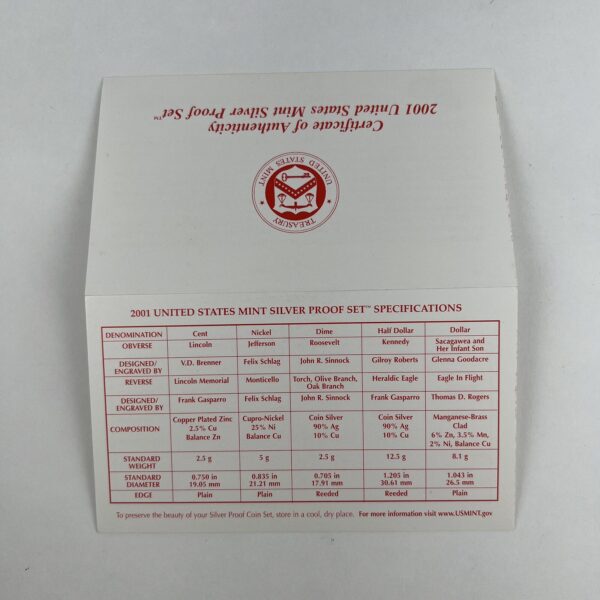 Certificate of Authenticity
2001 United States Mint Silver Proof Set™
UNITED STATES MINT
TREASURY
2001 UNITED STATES MINT SILVER PROOF SET™ SPECIFICATIONS
DENOMINATION Cent Nickel Dime Half Dollar Dollar
OBVERSE Lincoln Jefferson Roosevelt Kennedy Sacagawea and
Her Infant Son
DESIGNED/ V.D. Brenner Felix Schlag John R. Sinnock Gilroy Roberts Glenna Goodacre
ENGRAVED BY
REVERSE Lincoln Memorial Monticello Torch, Olive Branch, Heraldic Eagle Eagle In Flight
Oak Branch
DESIGNED/ Frank Gasparro Felix Schlag John R. Sinnock Frank Gasparro Thomas D. Rogers
ENGRAVED BY
Copper Plated Zinc Cupro-Nickel Coin Silver Coin Silver Manganese-Brass
COMPOSITION 2.5% Cu 25% Ni 90% Ag 90% Ag Clad
Balance Zn Balance Cu 10% Cu 10% Cu 6% Zn, 3.5% Mn,
2% Ni, Balance Cu
STANDARD 2.5 g 5 g 2.5 g 12.5 g 8.1 g
WEIGHT
STANDARD 0.750 in 0.835 in 0.705 in 1.205 in 1.043 in
DIAMETER 19.05 mm 21.21 mm 17.91 mm 30.61 mm 26.5 mm
EDGE Plain Plain Reeded Reeded Plain
To preserve the beauty of your Silver Proof Coin Set, store in a cool, dry place. For more information visit www.USMINT.gov